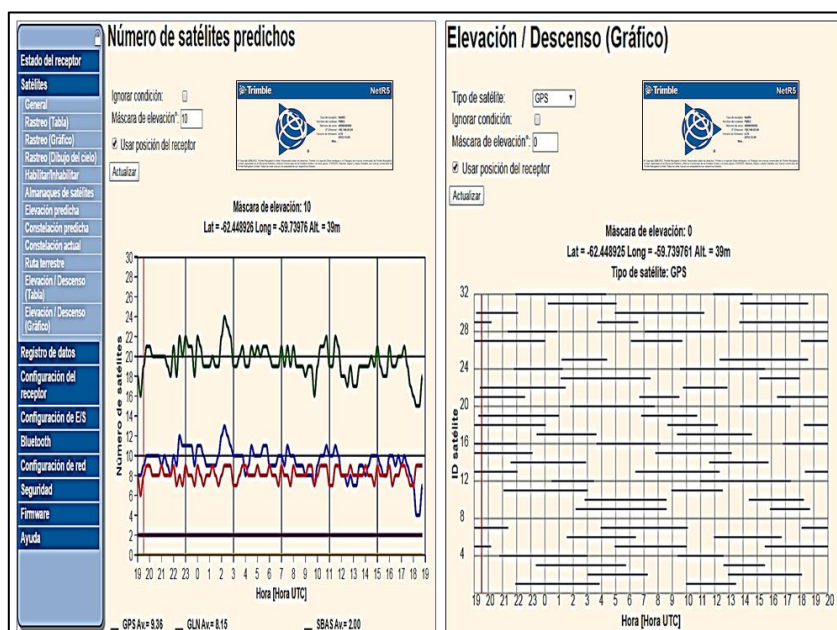 Estado del receptor
Satélites
General
Rastreo (Tabla)
Rastreo (Gráfico)
Rastreo (Dibujo del cielo)
Habilitar/Inhabilitar
Almanaques de satélites
Elevación predicha
Constelación predicha
Constelación actual
Ruta terrestre
Elevación / Descenso
(Tabla)
Elevación / Descenso
(Gráfico)
Registro de datos
Configuración del
receptor
Configuración de E/S
Bluetooth
Configuración de red
Seguridad
Firmware
Ayuda
Número de satélites predichos
Ignorar condición:
Máscara de elevación°: 10
Usar posición del receptor
Actualizar
Trimble NetR5
Máscara de elevación: 10
Lat = -62.448926 Long = -59.73976 Alt. = 39m
Número de satélites
30
28
26
24
22
20
18
16
14
12
10
8
6
4
2
0
19 20 21 22 23 0 1 2 3 4 5 6 7 8 9 10 11 12 13 14 15 16 17 18 19
Hora [Hora UTC]
GPS Av.= 9.36 GLN Av.= 8.15 SBAS Av.= 2.00
Elevación / Descenso (Gráfico)
Tipo de satélite: GPS
Ignorar condición:
Máscara de elevación°: 0
Usar posición del receptor
Actualizar
Trimble NetR5
Máscara de elevación: 0
Lat = -62.448925 Long = -59.739761 Alt. = 39m
Tipo de satélite: GPS
ID satélite
32
28
24
20
16
12
8
4
19 20 21 22 23 0 1 2 3 4 5 6 7 8 9 10 11 12 13 14 15 16 17 18 19 20
Hora [Hora UTC]